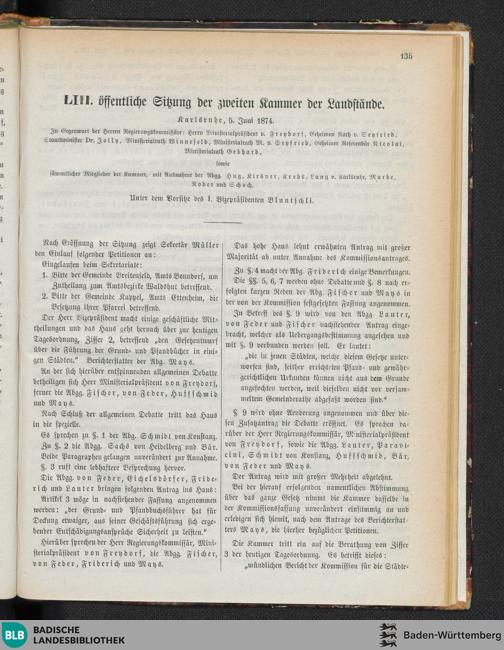 135
LIII. öffentliche Sitzung der zweiten Kammer der Landstände.
Karlsruhe, 5. Juni 1874.
In Gegenwart der Herren Regierungskommissäre: Herrn Ministerialpräsident v. Freydorf, Geheimen Rath v. Seyfried,
Staatsminister Dr. Jolly, Ministerialrath Winnefeld, Ministerialrath M. v. Seyfried, Geheimer Referendär Nicolai,
Ministerialrath Gebhard,
sowie
sämmtlicher Mitglieder der Kammer, mit Ausnahme der Abgg. Hug, Kirsner, Krebs, Lang v. Karlsruhe, Marbe,
Roder und Schoch.
Unter dem Vorsitze des I. Vizepräsidenten Bluntschli.
Nach Eröffnung der Sitzung zeigt Sekretär Müller
den Einlauf folgender Petitionen an:
Eingelaufen beim Sekretariate:
1. Bitte der Gemeinde Breitenfeld, Amts Bonndorf, um
Zutheilung zum Amtsbezirk Waldshut betreffend.
2. Bitte der Gemeinde Kappel, Amts Ettenheim, die
Besetzung ihrer Pfarrei betreffend.
Der Herr Vizepräsident macht einige geschäftliche Mit-
theilungen und das Haus geht hernach über zur heutigen
Tagesordnung, Ziffer 2, betreffend „den Gesetzentwurf
über die Führung der Grund- und Pfandbücher in eini-
gen Städten.“ Berichterstatter der Abg. Mays.
An der sich hierüber entspinnenden allgemeinen Debatte
betheiligen sich Herr Ministerialpräsident von Freydorf,
ferner die Abgg. Fischer, von Feder, Huffschmid
und Mays.
Nach Schluß der allgemeinen Debatte tritt das Haus
in die spezielle.
Es sprechen zu §. 1 der Abg. Schmidt von Konstanz.
Zu §. 2 die Abgg. Sachs von Heidelberg und Bär.
Beide Paragraphen gelangen unverändert zur Annahme.
§. 3 ruft eine lebhaftere Besprechung hervor.
Die Abgg. von Feder, Eichelsdörfer, Fride-
rich und Lauter bringen folgenden Antrag ins Haus:
Artikel 3 möge in nachstehender Fassung angenommen
werden: „der Grund- und Pfandbuchsführer hat für
Deckung etwaiger, aus seiner Geschäftsführung sich erge-
bender Entschädigungsansprüche Sicherheit zu leisten.“
Hierüber sprechen der Herr Regierungskommissär, Mini-
sterialpräsident von Freydorf, die Abgg. Fischer,
von Feder, Friderich und Mays.
Das hohe Haus lehnt erwähnten Antrag mit großer
Majorität ab unter Annahme des Kommissionsantrages.
Zu §. 4 macht der Abg. Friderich einige Bemerkungen.
Die §§. 5, 6, 7 werden ohne Debatte und §. 8 nach er-
folgten kurzen Reden der Abg. Fischer und Mays in
der von der Kommission festgesetzten Fassung angenommen.
In Betreff des §. 9 wird von den Abgg. Lauter,
von Feder und Fischer nachstehender Antrag einge-
bracht, welcher als Uebergangsbestimmung angesehen und
mit §. 9 verbunden werden soll. Er lautet:
„die in jenen Städten, welche diesem Gesetze unter-
worfen sind, seither errichteten Pfand- und gewähr-
gerichtlichen Urkunden können nicht aus dem Grunde
angefochten werden, weil dieselben nicht vor versam-
meltem Gemeinderathe abgefaßt worden sind.“
§. 9 wird ohne Aenderung angenommen und über die-
sen Zusatzantrag die Debatte eröffnet. Es sprechen da-
rüber der Herr Regierungskommissär, Ministerialpräsident
von Freydorf, sowie die Abgg. Lauter, Paravi-
cini, Schmidt von Konstanz, Huffschmid, Bär,
von Feder und Mays.
Der Antrag wird mit großer Mehrheit abgelehnt.
Bei der hierauf erfolgenden namentlichen Abstimmung
über das ganze Gesetz nimmt die Kammer dasselbe in
der Kommissionsfassung unverändert einstimmig an und
erledigen sich hiemit, nach dem Antrage des Berichterstat-
ters Mays, die hierher bezüglichen Petitionen.
Die Kammer tritt ein auf die Berathung von Ziffer
3 der heutigen Tagesordnung. Es betrifft dieses:
„mündlichen Bericht der Kommission für die Städte-
BLB BADISCHE
LANDESBIBLIOTHEK
Baden-Württemberg